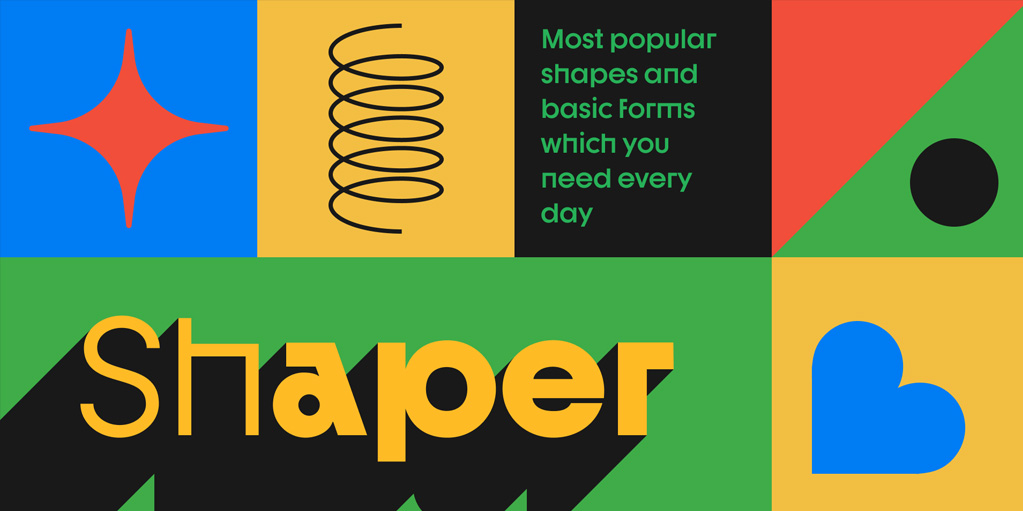 Most popular
shapes and
basic forms
which you
need every
day
Shaper